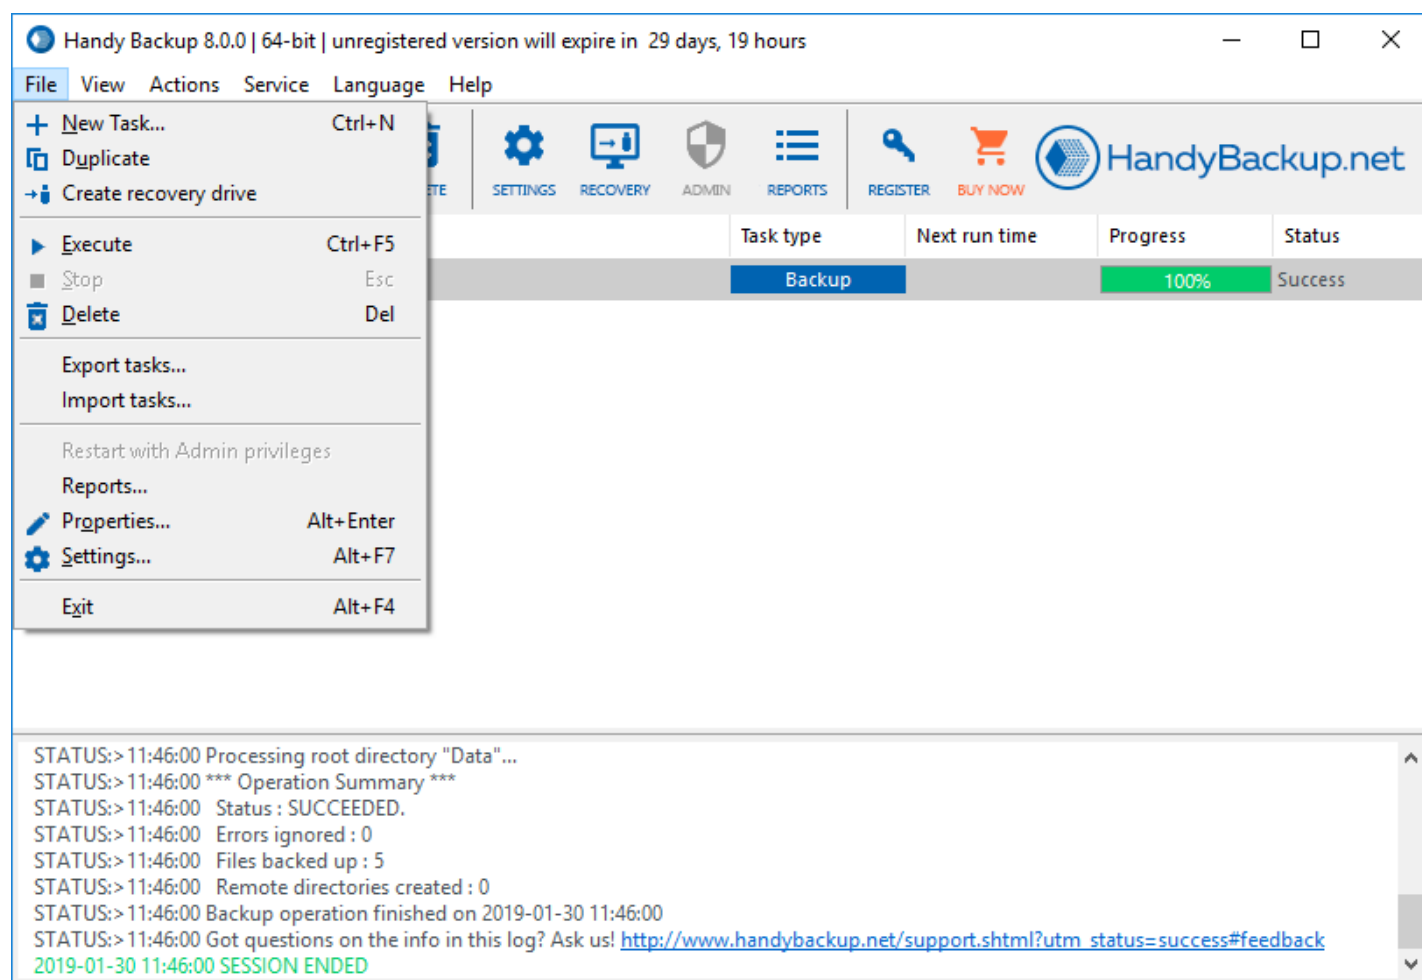 Handy Backup 8.0.0 | 64-bit | unregistered version will expire in  29 days, 19 hours
File View Actions Service Language Help
New Task... Ctrl+N
Duplicate
Create recovery drive
Execute Ctrl+F5
Stop Esc
Delete Del
Export tasks...
Import tasks...
Restart with Admin privileges
Reports...
Properties... Alt+Enter
Settings... Alt+F7
Exit Alt+F4
SETTINGS RECOVERY ADMIN REPORTS REGISTER BUY NOW
HandyBackup.net
Task type Next run time Progress Status
Backup 100% Success
STATUS:>11:46:00 Processing root directory "Data"...
STATUS:>11:46:00 *** Operation Summary ***
STATUS:>11:46:00   Status : SUCCEEDED.
STATUS:>11:46:00   Errors ignored : 0
STATUS:>11:46:00   Files backed up : 5
STATUS:>11:46:00   Remote directories created : 0
STATUS:>11:46:00 Backup operation finished on 2019-01-30 11:46:00
STATUS:>11:46:00 Got questions on the info in this log? Ask us! http://www.handybackup.net/support.shtml?utm_status=success#feedback
2019-01-30 11:46:00 SESSION ENDED